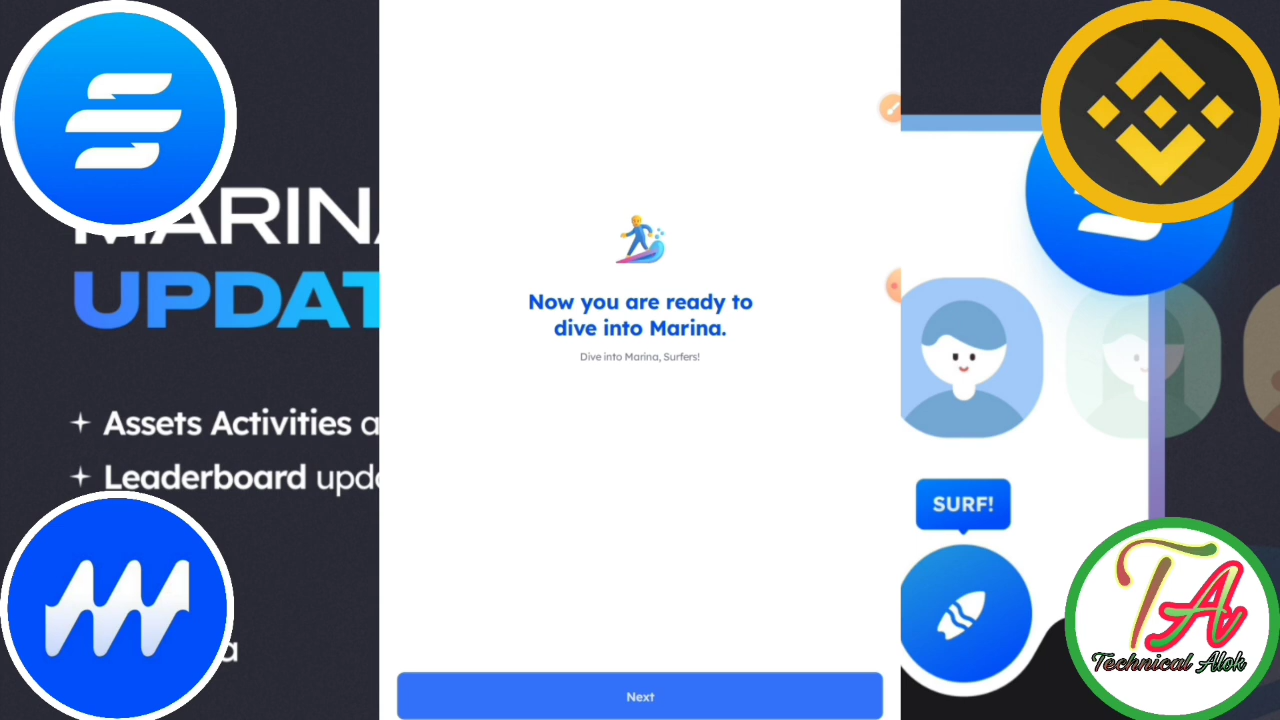 MARINA
UPDAT
Assets Activities a
Leaderboard upda
a
Now you are ready to
dive into Marina.
Dive into Marina, Surfers!
Next
SURF!
TA
Technical Alok